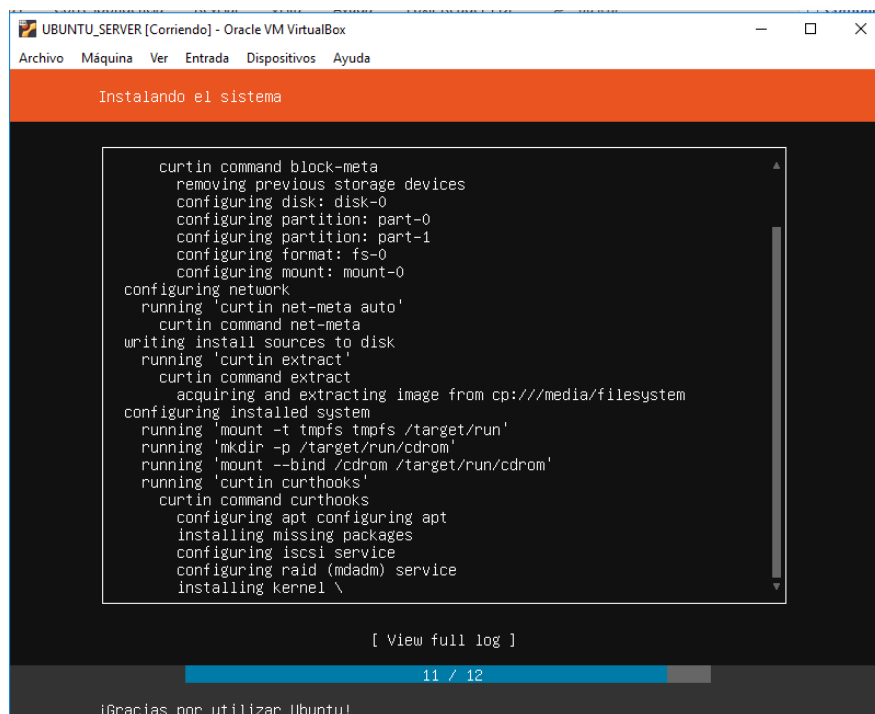 UBUNTU_SERVER [Corriendo] - Oracle VM VirtualBox
Archivo Máquina Ver Entrada Dispositivos Ayuda
Instalando el sistema
curtin command block-meta
removing previous storage devices
configuring disk: disk-0
configuring partition: part-0
configuring partition: part-1
configuring format: fs-0
configuring mount: mount-0
configuring network
running 'curtin net-meta auto'
curtin command net-meta
writing install sources to disk
running 'curtin extract'
curtin command extract
acquiring and extracting image from cp:///media/filesystem
configuring installed system
running 'mount -t tmpfs tmpfs /target/run'
running 'mkdir -p /target/run/cdrom'
running 'mount --bind /cdrom /target/run/cdrom'
running 'curtin curthooks'
curtin command curthooks
configuring apt configuring apt
installing missing packages
configuring iscsi service
configuring raid (mdadm) service
installing kernel \
[ View full log ]
11 / 12
¡Gracias por utilizar Ubuntu!